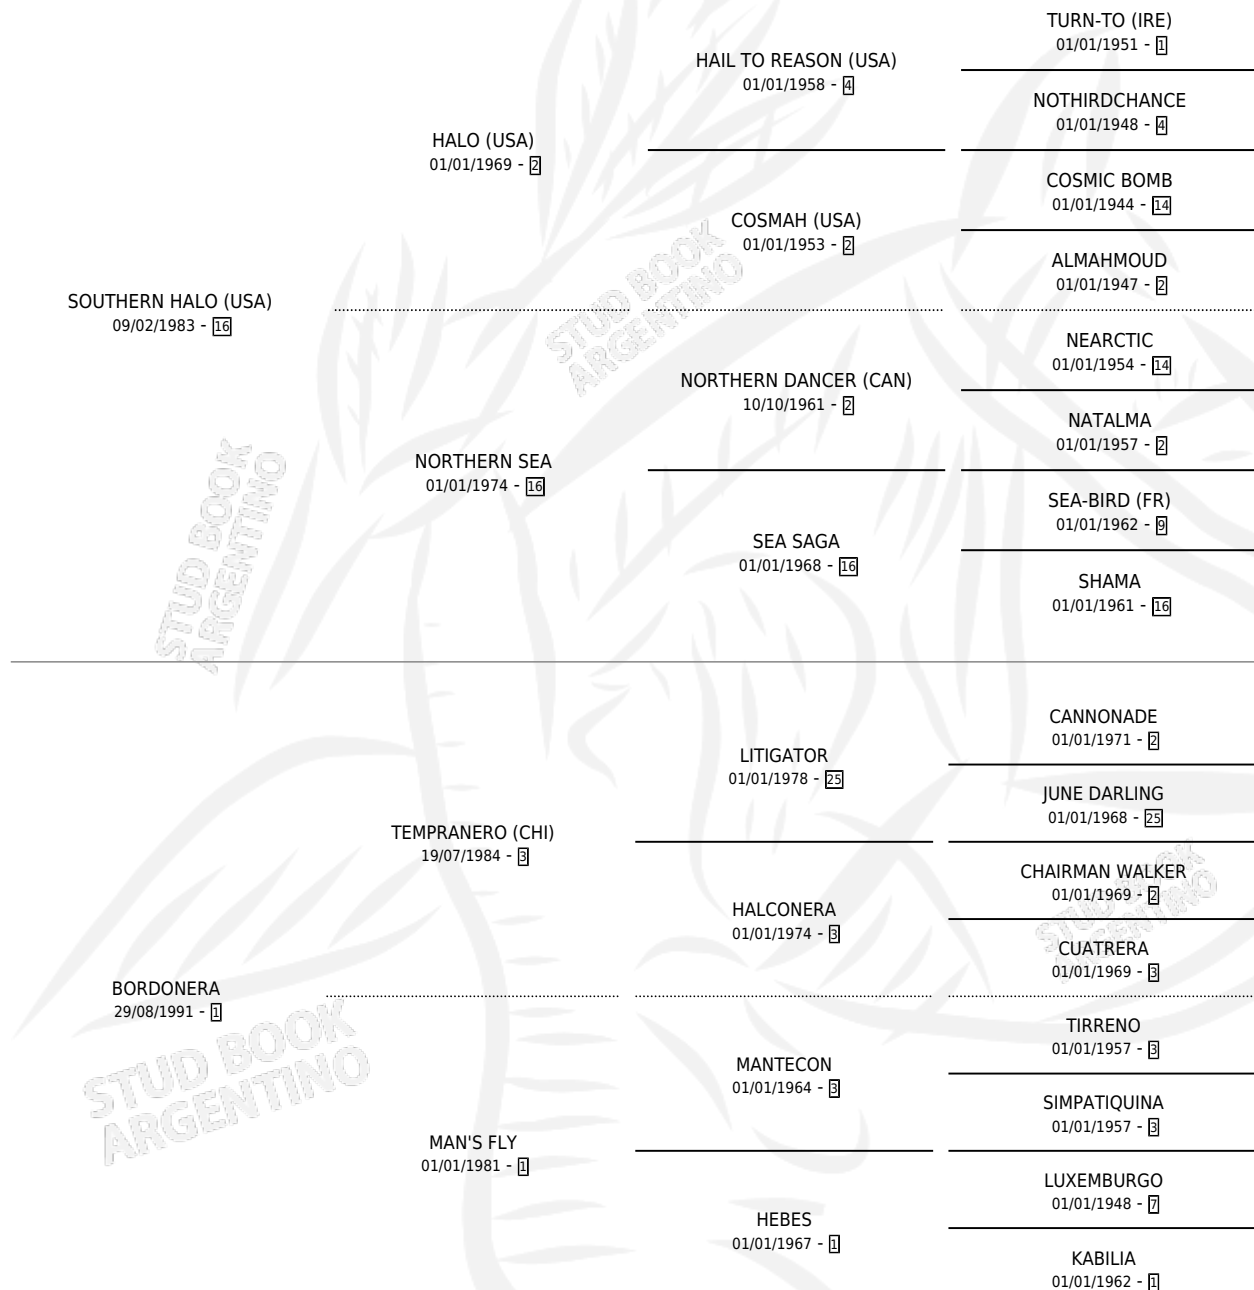 TURN-TO (IRE)
01/01/1951 - 1
HAIL TO REASON (USA)
01/01/1958 - 4
NOTHIRDCHANCE
01/01/1948 - 4
HALO (USA)
01/01/1969 - 2
COSMIC BOMB
01/01/1944 - 14
COSMAH (USA)
01/01/1953 - 2
ALMAHMOUD
01/01/1947 - 2
SOUTHERN HALO (USA)
09/02/1983 - 16
STUD BOOK
ARGENTINO
NEARCTIC
01/01/1954 - 14
NORTHERN DANCER (CAN)
10/10/1961 - 2
NATALMA
01/01/1957 - 2
NORTHERN SEA
01/01/1974 - 16
SEA-BIRD (FR)
01/01/1962 - 9
SEA SAGA
01/01/1968 - 16
SHAMA
01/01/1961 - 16
STUD BOOK
ARGENTINO
CANNONADE
01/01/1971 - 2
LITIGATOR
01/01/1978 - 25
JUNE DARLING
01/01/1968 - 25
TEMPRANERO (CHI)
19/07/1984 - 3
CHAIRMAN WALKER
01/01/1969 - 2
HALCONERA
01/01/1974 - 3
CUATRERA
01/01/1969 - 3
STUD BOOK
ARGENTINO
BORDONERA
29/08/1991 - 1
TIRRENO
01/01/1957 - 3
MANTECON
01/01/1964 - 3
SIMPATIQUINA
01/01/1957 - 3
STUD BOOK
ARGENTINO
MAN'S FLY
01/01/1981 - 1
LUXEMBURGO
01/01/1948 - 7
HEBES
01/01/1967 - 1
KABILIA
01/01/1962 - 1